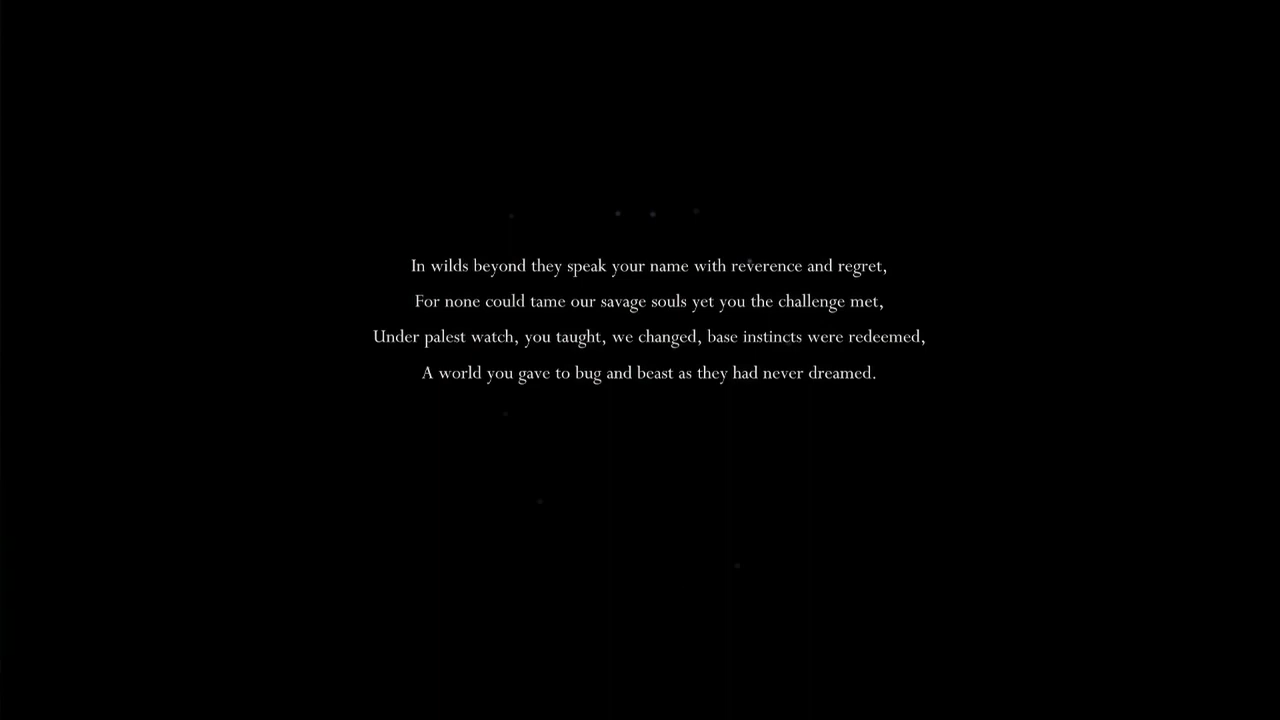 In wilds beyond they speak your name with reverence and regret,
For none could tame our savage souls yet you the challenge met,
Under palest watch, you taught, we changed, base instincts were redeemed,
A world you gave to bug and beast as they had never dreamed.